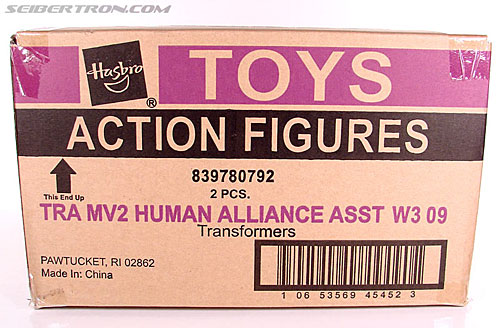 SEIBERTRON.COM
Hasbro
®
TOYS
ACTION FIGURES
This End Up
839780792
2 PCS.
TRA MV2 HUMAN ALLIANCE ASST W3 09
Transformers
PAWTUCKET, RI 02862
Made In: China
1 06 53569 45452 3